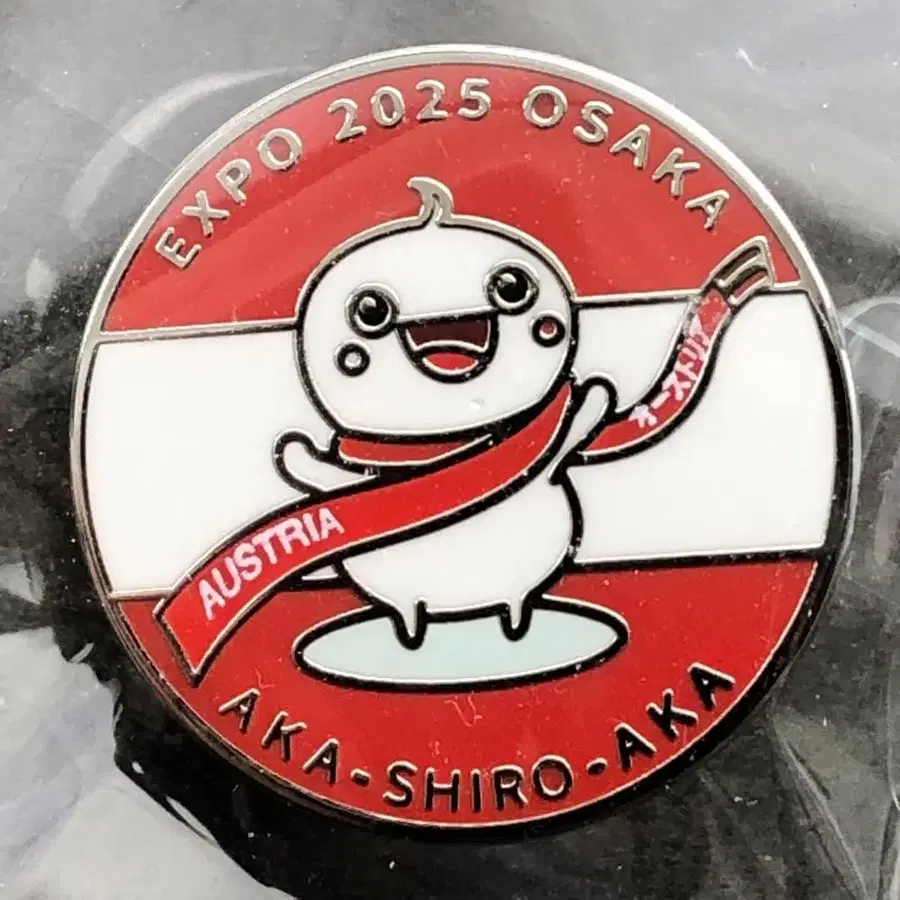 EXPO 2025 OSAKA
オーストリア
AUSTRIA
AKA-SHIRO-AKA